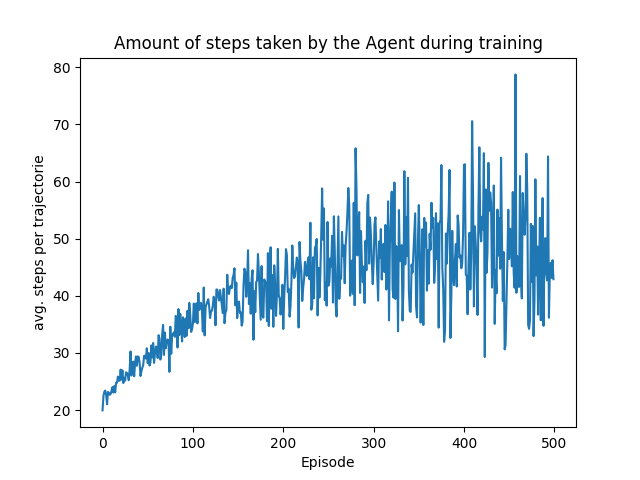 Amount of steps taken by the Agent during training
80
70
60
50
40
30
20
avg. steps per trajectorie
0 100 200 300 400 500
Episode